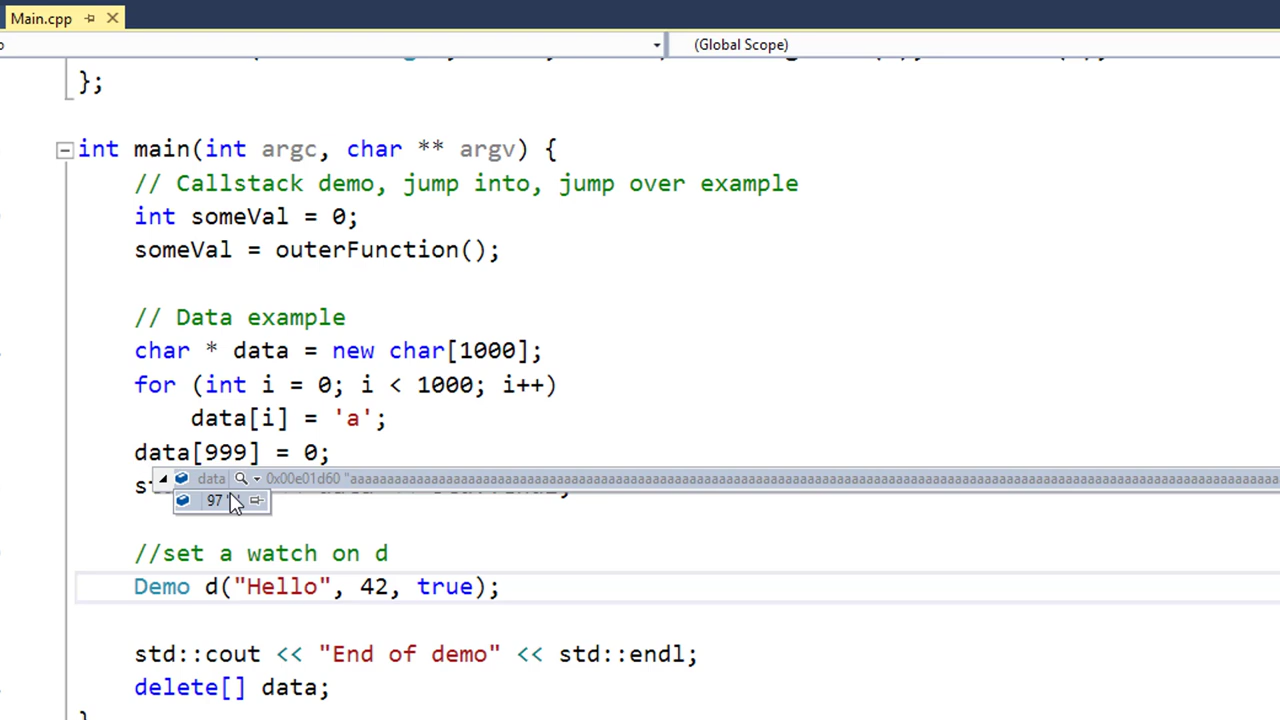 Main.cpp
(Global Scope)
};
int main(int argc, char ** argv) {
// Callstack demo, jump into, jump over example
int someVal = 0;
someVal = outerFunction();
// Data example
char * data = new char[1000];
for (int i = 0; i < 1000; i++)
data[i] = 'a';
data[999] = 0;
data 0x00e01d60
97
//set a watch on d
Demo d("Hello", 42, true);
std::cout << "End of demo" << std::endl;
delete[] data;
}